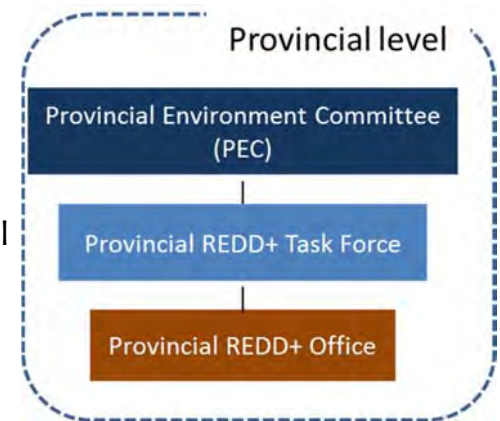 Provincial level
Provincial Environment Committee
(PEC)
Provincial REDD+ Task Force
Provincial REDD+ Office